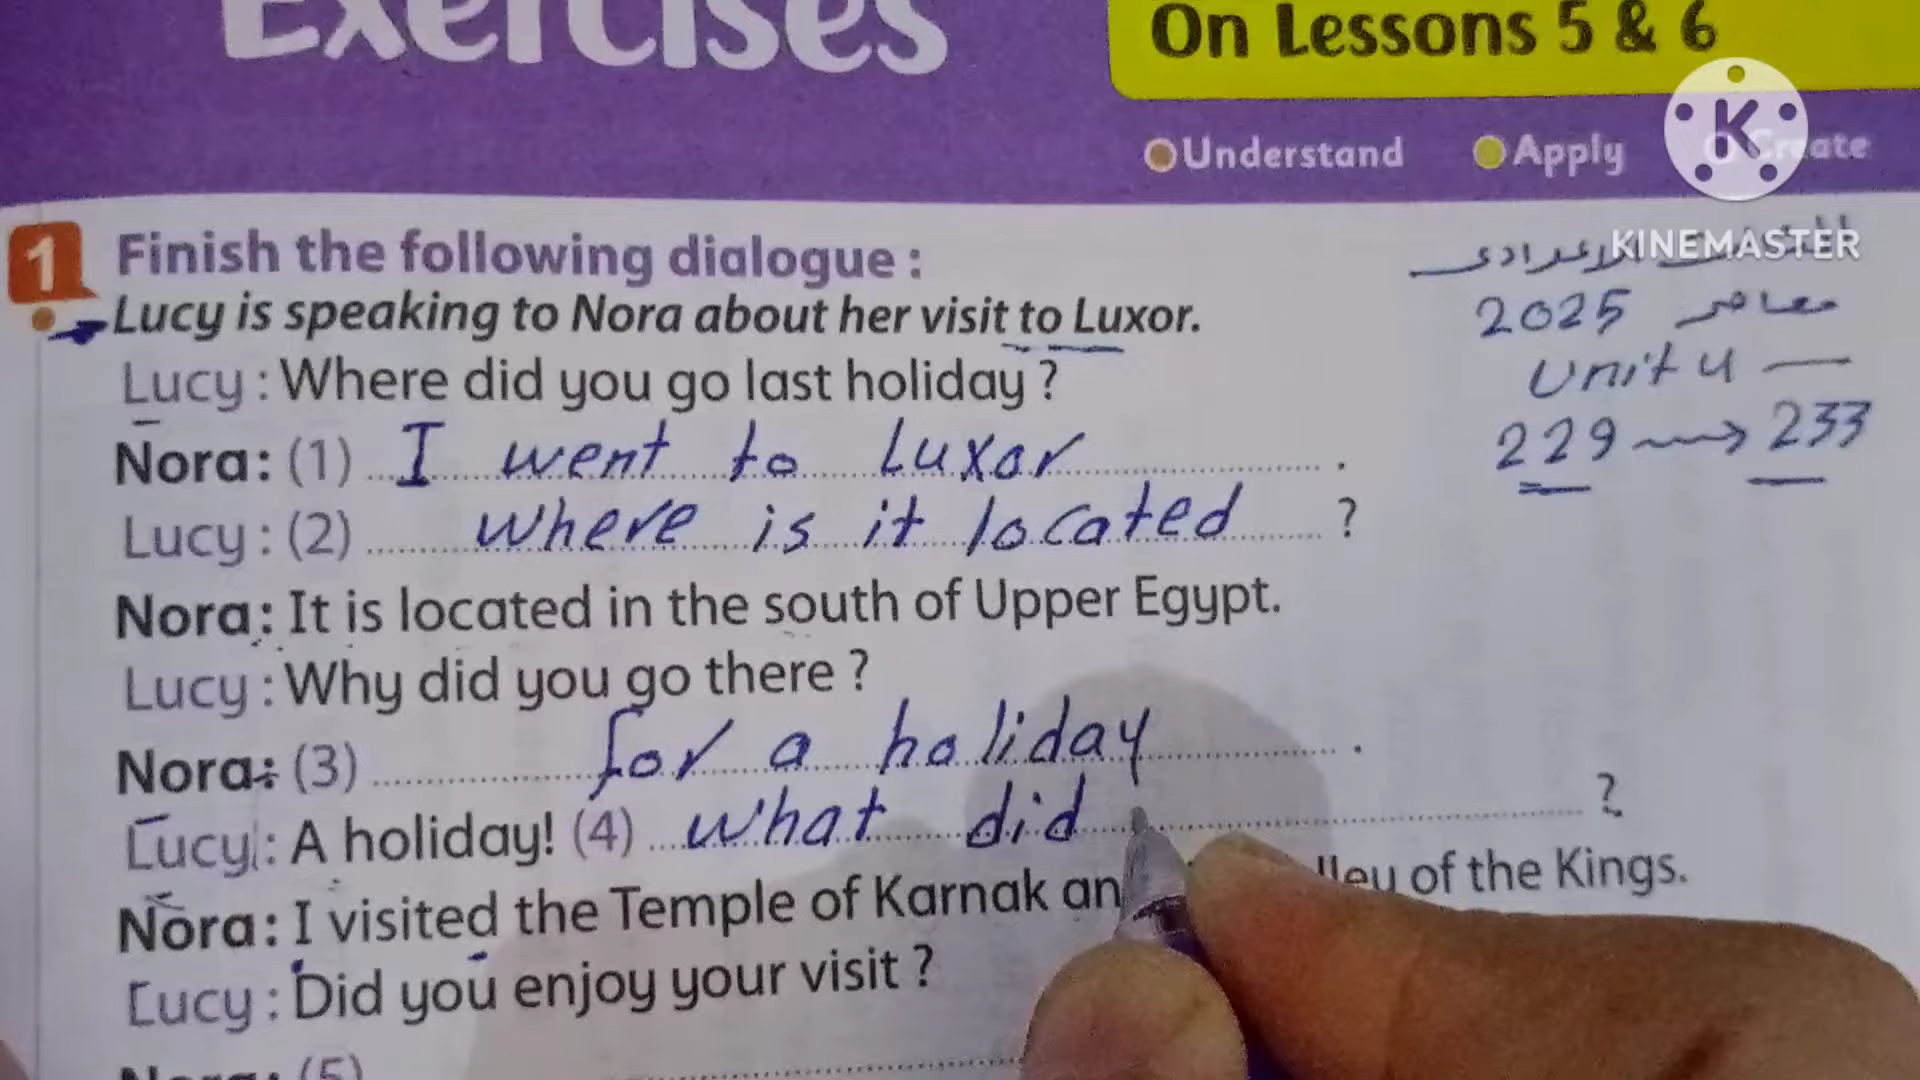 Exercises
On Lessons 5 & 6
Understand Apply Create
KINEMASTER
1 Finish the following dialogue :
الاعدادى
Lucy is speaking to Nora about her visit to Luxor.
معاصر 2025
Lucy : Where did you go last holiday ?
Unit 4
Nora: (1) I went to Luxor .
229 → 233
Lucy : (2) where is it located ?
Nora: It is located in the south of Upper Egypt.
Lucy : Why did you go there ?
Nora: (3) for a holiday .
Lucy : A holiday! (4) what did ?
Nora: I visited the Temple of Karnak an lley of the Kings.
Lucy : Did you enjoy your visit ?
Nora: (5)